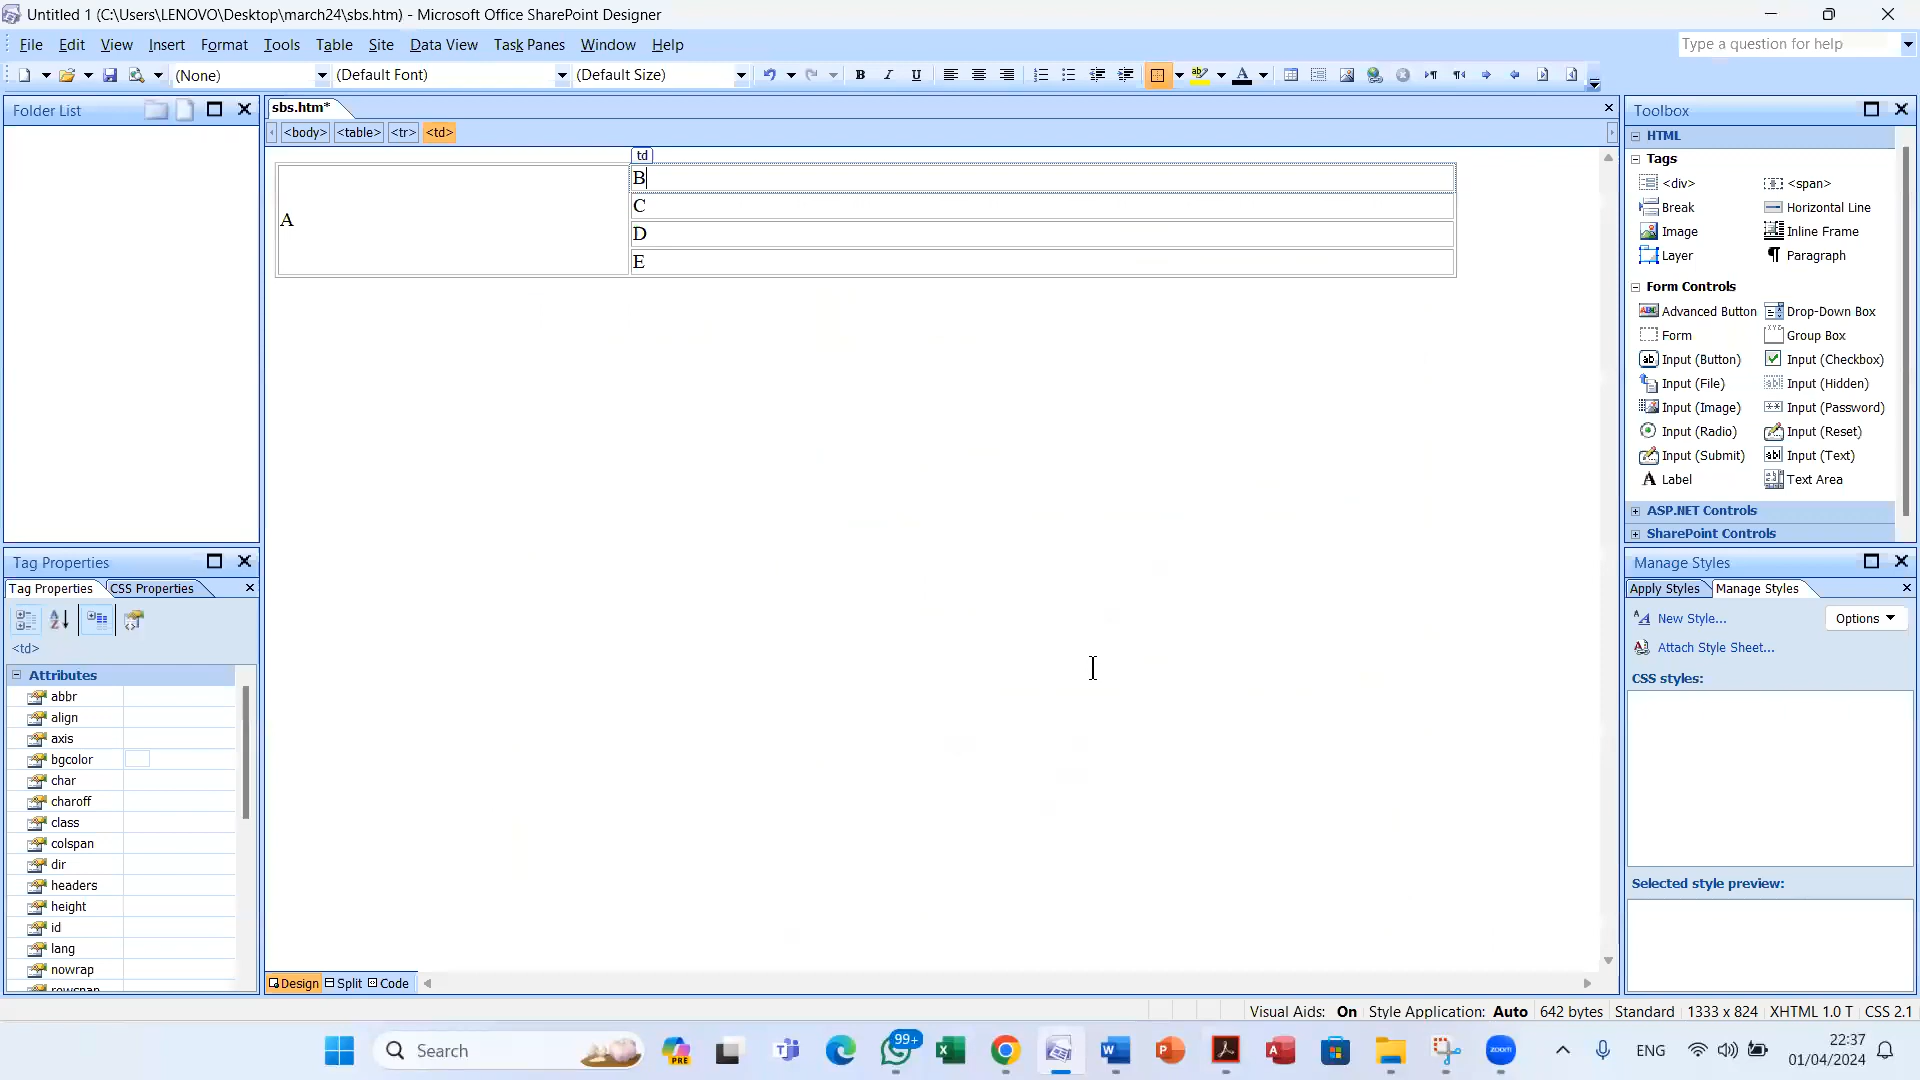 Untitled 1 (C:\Users\LENOVO\Desktop\march24\sbs.htm) - Microsoft Office SharePoint Designer
File Edit View Insert Format Tools Table Site Data View Task Panes Window Help
Type a question for help
(None) (Default Font) (Default Size) B I U ab A
Folder List
sbs.htm*
<body> <table> <tr> <td>
td
A
B
C
D
E
Design Split Code
Tag Properties
Tag Properties CSS Properties
<td>
Attributes
abbr
align
axis
bgcolor
char
charoff
class
colspan
dir
headers
height
id
lang
nowrap
rowspan
Toolbox
HTML
Tags
<div> <span>
Break Horizontal Line
Image Inline Frame
Layer Paragraph
Form Controls
Advanced Button Drop-Down Box
Form Group Box
Input (Button) Input (Checkbox)
Input (File) Input (Hidden)
Input (Image) Input (Password)
Input (Radio) Input (Reset)
Input (Submit) Input (Text)
Label Text Area
ASP.NET Controls
SharePoint Controls
Manage Styles
Apply Styles Manage Styles
New Style... Options
Attach Style Sheet...
CSS styles:
Selected style preview:
Visual Aids: On Style Application: Auto 642 bytes Standard 1333 x 824 XHTML 1.0 T CSS 2.1
Search PRE 99+ zoom ENG 22:37
01/04/2024